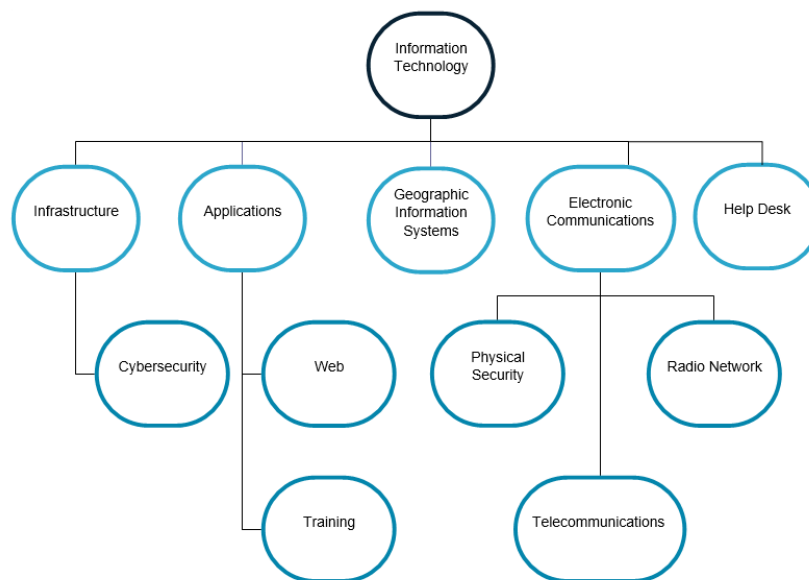 Information
Technology
Infrastructure
Applications
Geographic
Information
Systems
Electronic
Communications
Help Desk
Cybersecurity
Web
Physical
Security
Radio Network
Training
Telecommunications